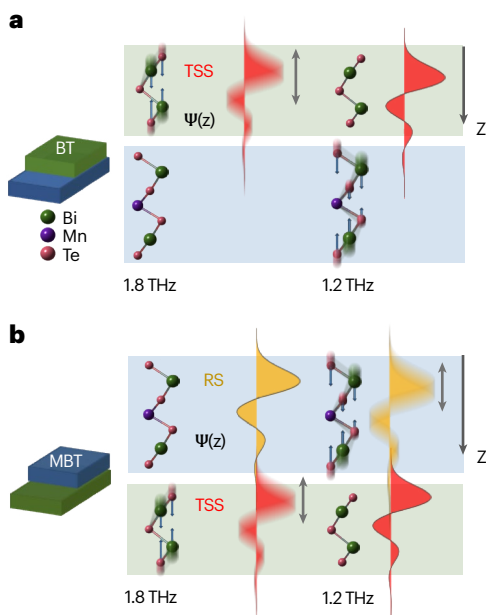 a
TSS
Ψ(z)
Z
BT
Bi
Mn
Te
1.8 THz
1.2 THz
b
RS
Ψ(z)
Z
MBT
TSS
1.8 THz
1.2 THz